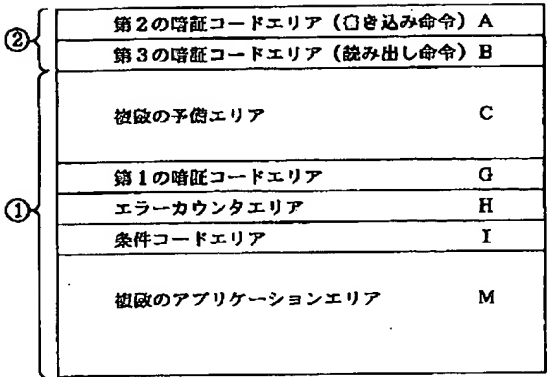 ②
第2の暗証コードエリア（書き込み命令） A
第3の暗証コードエリア（読み出し命令） B
複数の予備エリア C
①
第1の暗証コードエリア G
エラーカウンタエリア H
条件コードエリア I
複数のアプリケーションエリア M